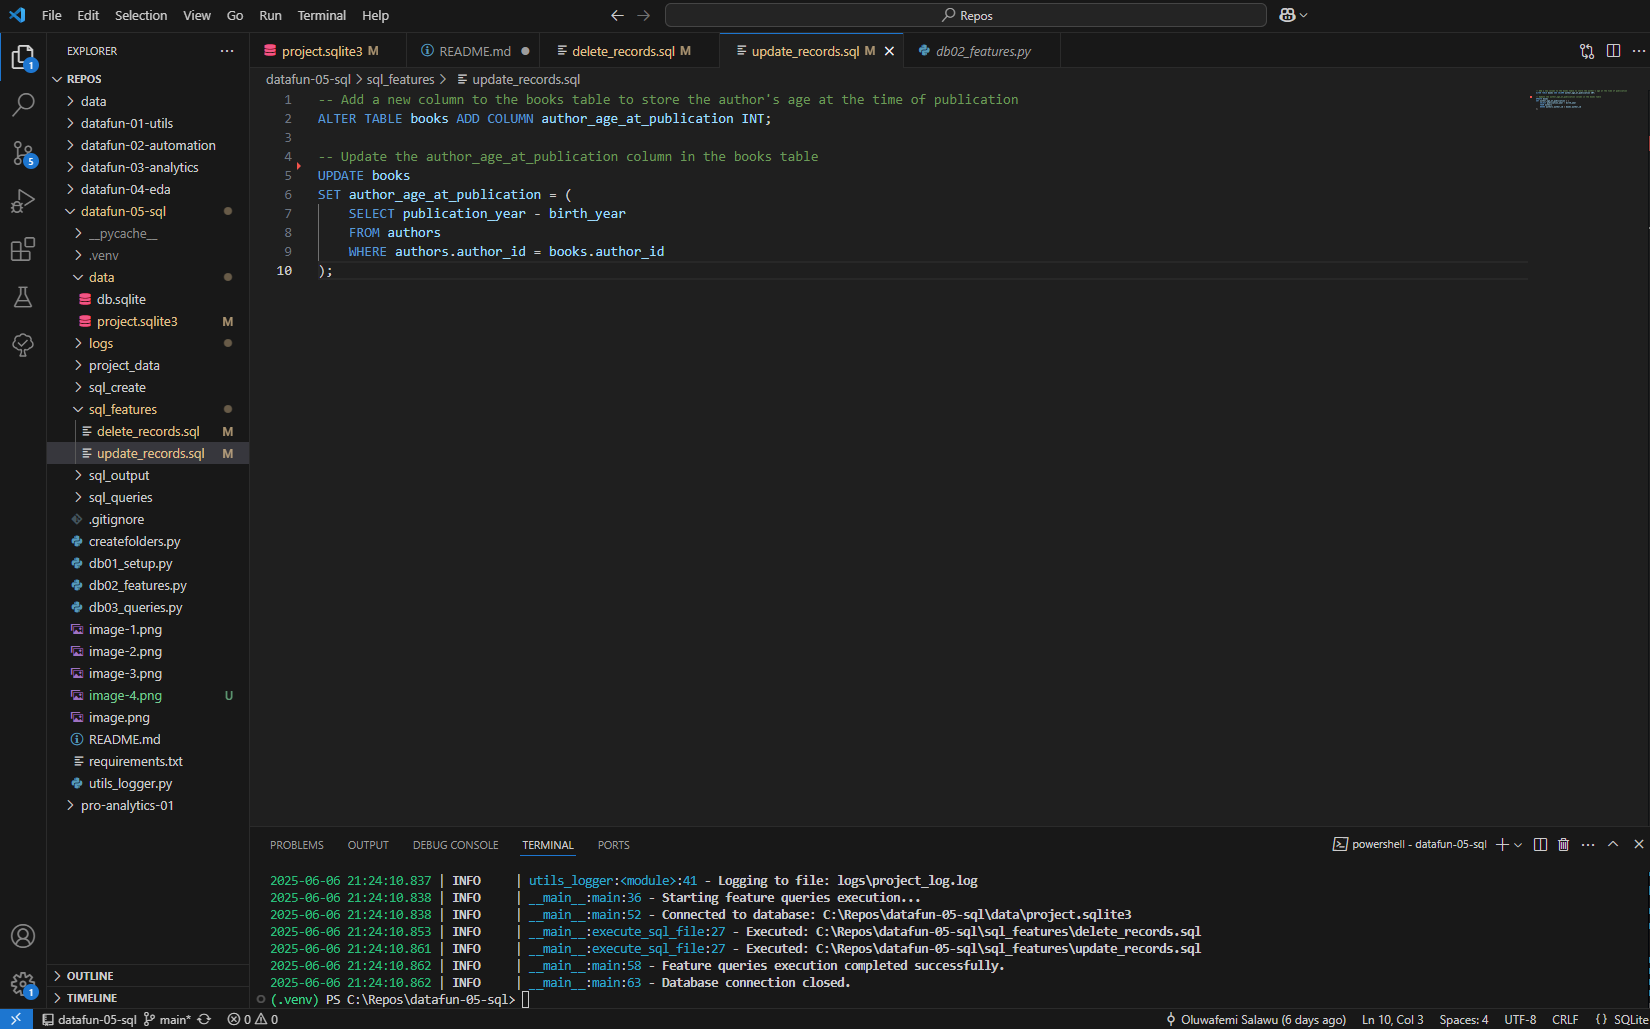 File Edit Selection View Go Run Terminal Help
Repos
EXPLORER
REPOS
data
datafun-01-utils
datafun-02-automation
datafun-03-analytics
datafun-04-eda
datafun-05-sql
__pycache__
.venv
data
db.sqlite
project.sqlite3 M
logs
project_data
sql_create
sql_features
delete_records.sql M
update_records.sql M
sql_output
sql_queries
.gitignore
createfolders.py
db01_setup.py
db02_features.py
db03_queries.py
image-1.png
image-2.png
image-3.png
image-4.png U
image.png
README.md
requirements.txt
utils_logger.py
pro-analytics-01
OUTLINE
TIMELINE
1
5
1
project.sqlite3 M README.md delete_records.sql M update_records.sql M db02_features.py
datafun-05-sql > sql_features > update_records.sql
1 -- Add a new column to the books table to store the author's age at the time of publication
2 ALTER TABLE books ADD COLUMN author_age_at_publication INT;
3
4 -- Update the author_age_at_publication column in the books table
5 UPDATE books
6 SET author_age_at_publication = (
7 SELECT publication_year - birth_year
8 FROM authors
9 WHERE authors.author_id = books.author_id
10 );
PROBLEMS OUTPUT DEBUG CONSOLE TERMINAL PORTS
powershell - datafun-05-sql
2025-06-06 21:24:10.837 | INFO | utils_logger:<module>:41 - Logging to file: logs\project_log.log
2025-06-06 21:24:10.838 | INFO | __main__:main:36 - Starting feature queries execution...
2025-06-06 21:24:10.838 | INFO | __main__:main:52 - Connected to database: C:\Repos\datafun-05-sql\data\project.sqlite3
2025-06-06 21:24:10.853 | INFO | __main__:execute_sql_file:27 - Executed: C:\Repos\datafun-05-sql\sql_features\delete_records.sql
2025-06-06 21:24:10.861 | INFO | __main__:execute_sql_file:27 - Executed: C:\Repos\datafun-05-sql\sql_features\update_records.sql
2025-06-06 21:24:10.862 | INFO | __main__:main:58 - Feature queries execution completed successfully.
2025-06-06 21:24:10.862 | INFO | __main__:main:63 - Database connection closed.
(.venv) PS C:\Repos\datafun-05-sql>
datafun-05-sql main* 0 0 Oluwafemi Salawu (6 days ago) Ln 10, Col 3 Spaces: 4 UTF-8 CRLF {} SQLite